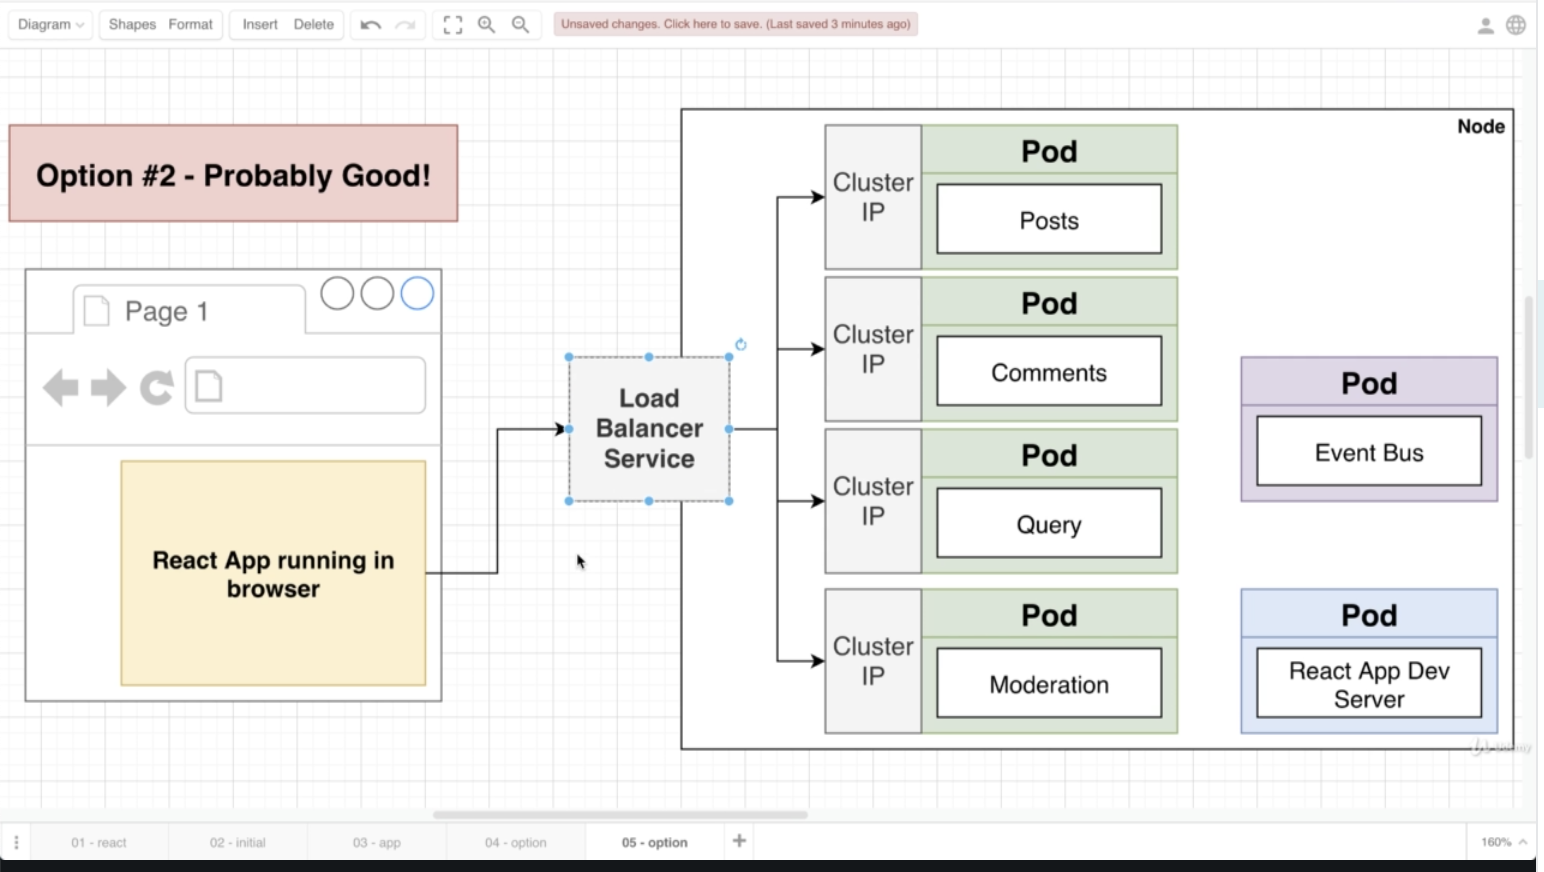 Diagram Shapes Format Insert Delete Unsaved changes. Click here to save. (Last saved 3 minutes ago)
Node
Option #2 - Probably Good!
Page 1
React App running in
browser
Load
Balancer
Service
Cluster
IP
Pod
Posts
Cluster
IP
Pod
Comments
Cluster
IP
Pod
Query
Cluster
IP
Pod
Moderation
Pod
Event Bus
Pod
React App Dev
Server
Udemy
01 - react 02 - initial 03 - app 04 - option 05 - option 160%